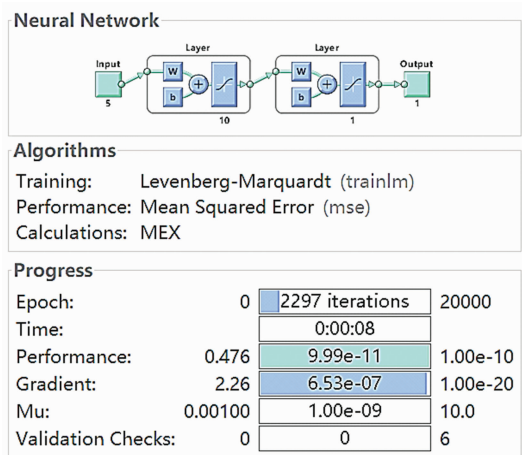 Neural Network
Layer Layer
Input Output
W b + W b +
5 10 1 1
Algorithms
Training: Levenberg-Marquardt (trainlm)
Performance: Mean Squared Error (mse)
Calculations: MEX
Progress
Epoch: 0 2297 iterations 20000
Time: 0:00:08
Performance: 0.476 9.99e-11 1.00e-10
Gradient: 2.26 6.53e-07 1.00e-20
Mu: 0.00100 1.00e-09 10.0
Validation Checks: 0 0 6